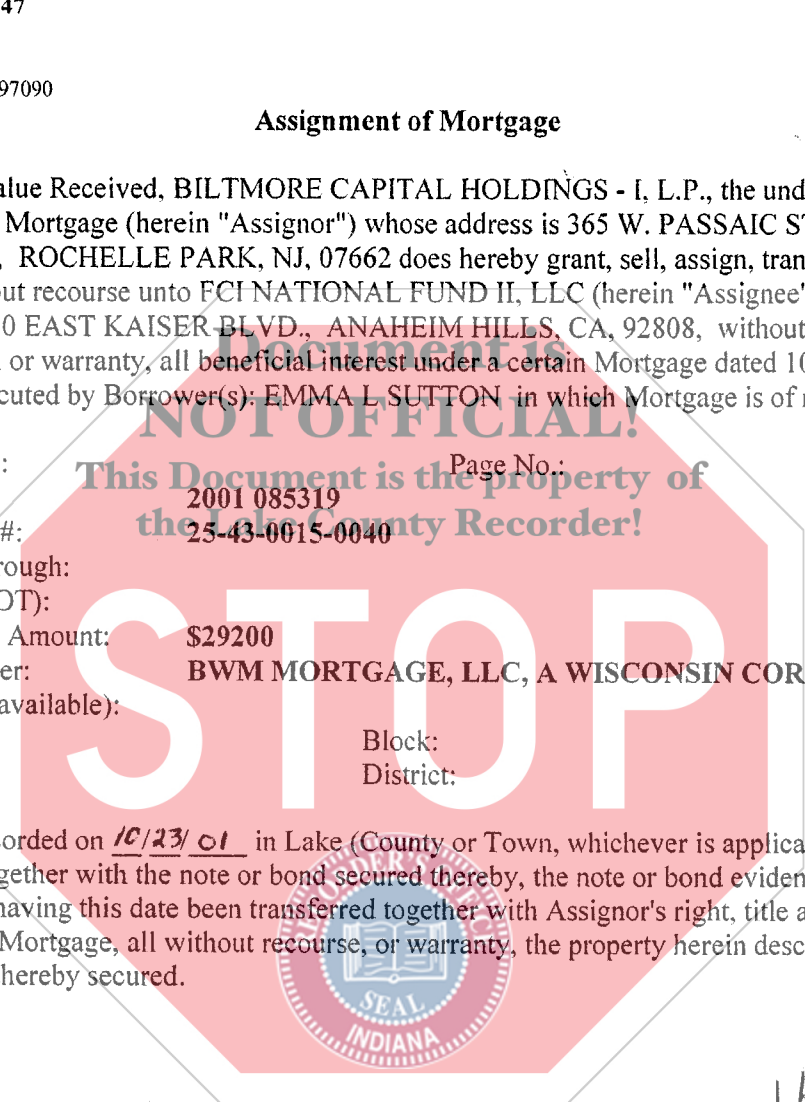 47
97090
Assignment of Mortgage
alue Received, BILTMORE CAPITAL HOLDINGS - I, L.P., the und
Mortgage (herein "Assignor") whose address is 365 W. PASSAIC S
, ROCHELLE PARK, NJ, 07662 does hereby grant, sell, assign, tran
out recourse unto FCI NATIONAL FUND II, LLC (herein "Assignee"
0 EAST KAISER BLVD., ANAHEIM HILLS, CA, 92808, without
or warranty, all beneficial interest under a certain Mortgage dated 10
Document is
cuted by Borrower(s): EMMA L SUTTON in which Mortgage is of
NOT OFFICIAL!
: Page No.:
This Document is the property of
2001 085319
the Lake County Recorder!
#: 25-43-0015-0040
rough:
OT):
Amount: $29200
er: BWM MORTGAGE, LLC, A WISCONSIN COR
available):
STOP
Block:
District:
orded on 10/23/01 in Lake (County or Town, whichever is applica
gether with the note or bond secured thereby, the note or bond eviden
having this date been transferred together with Assignor's right, title a
Mortgage, all without recourse, or warranty, the property herein desc
hereby secured.
RECORDER'S OFFICE
SEAL
INDIANA